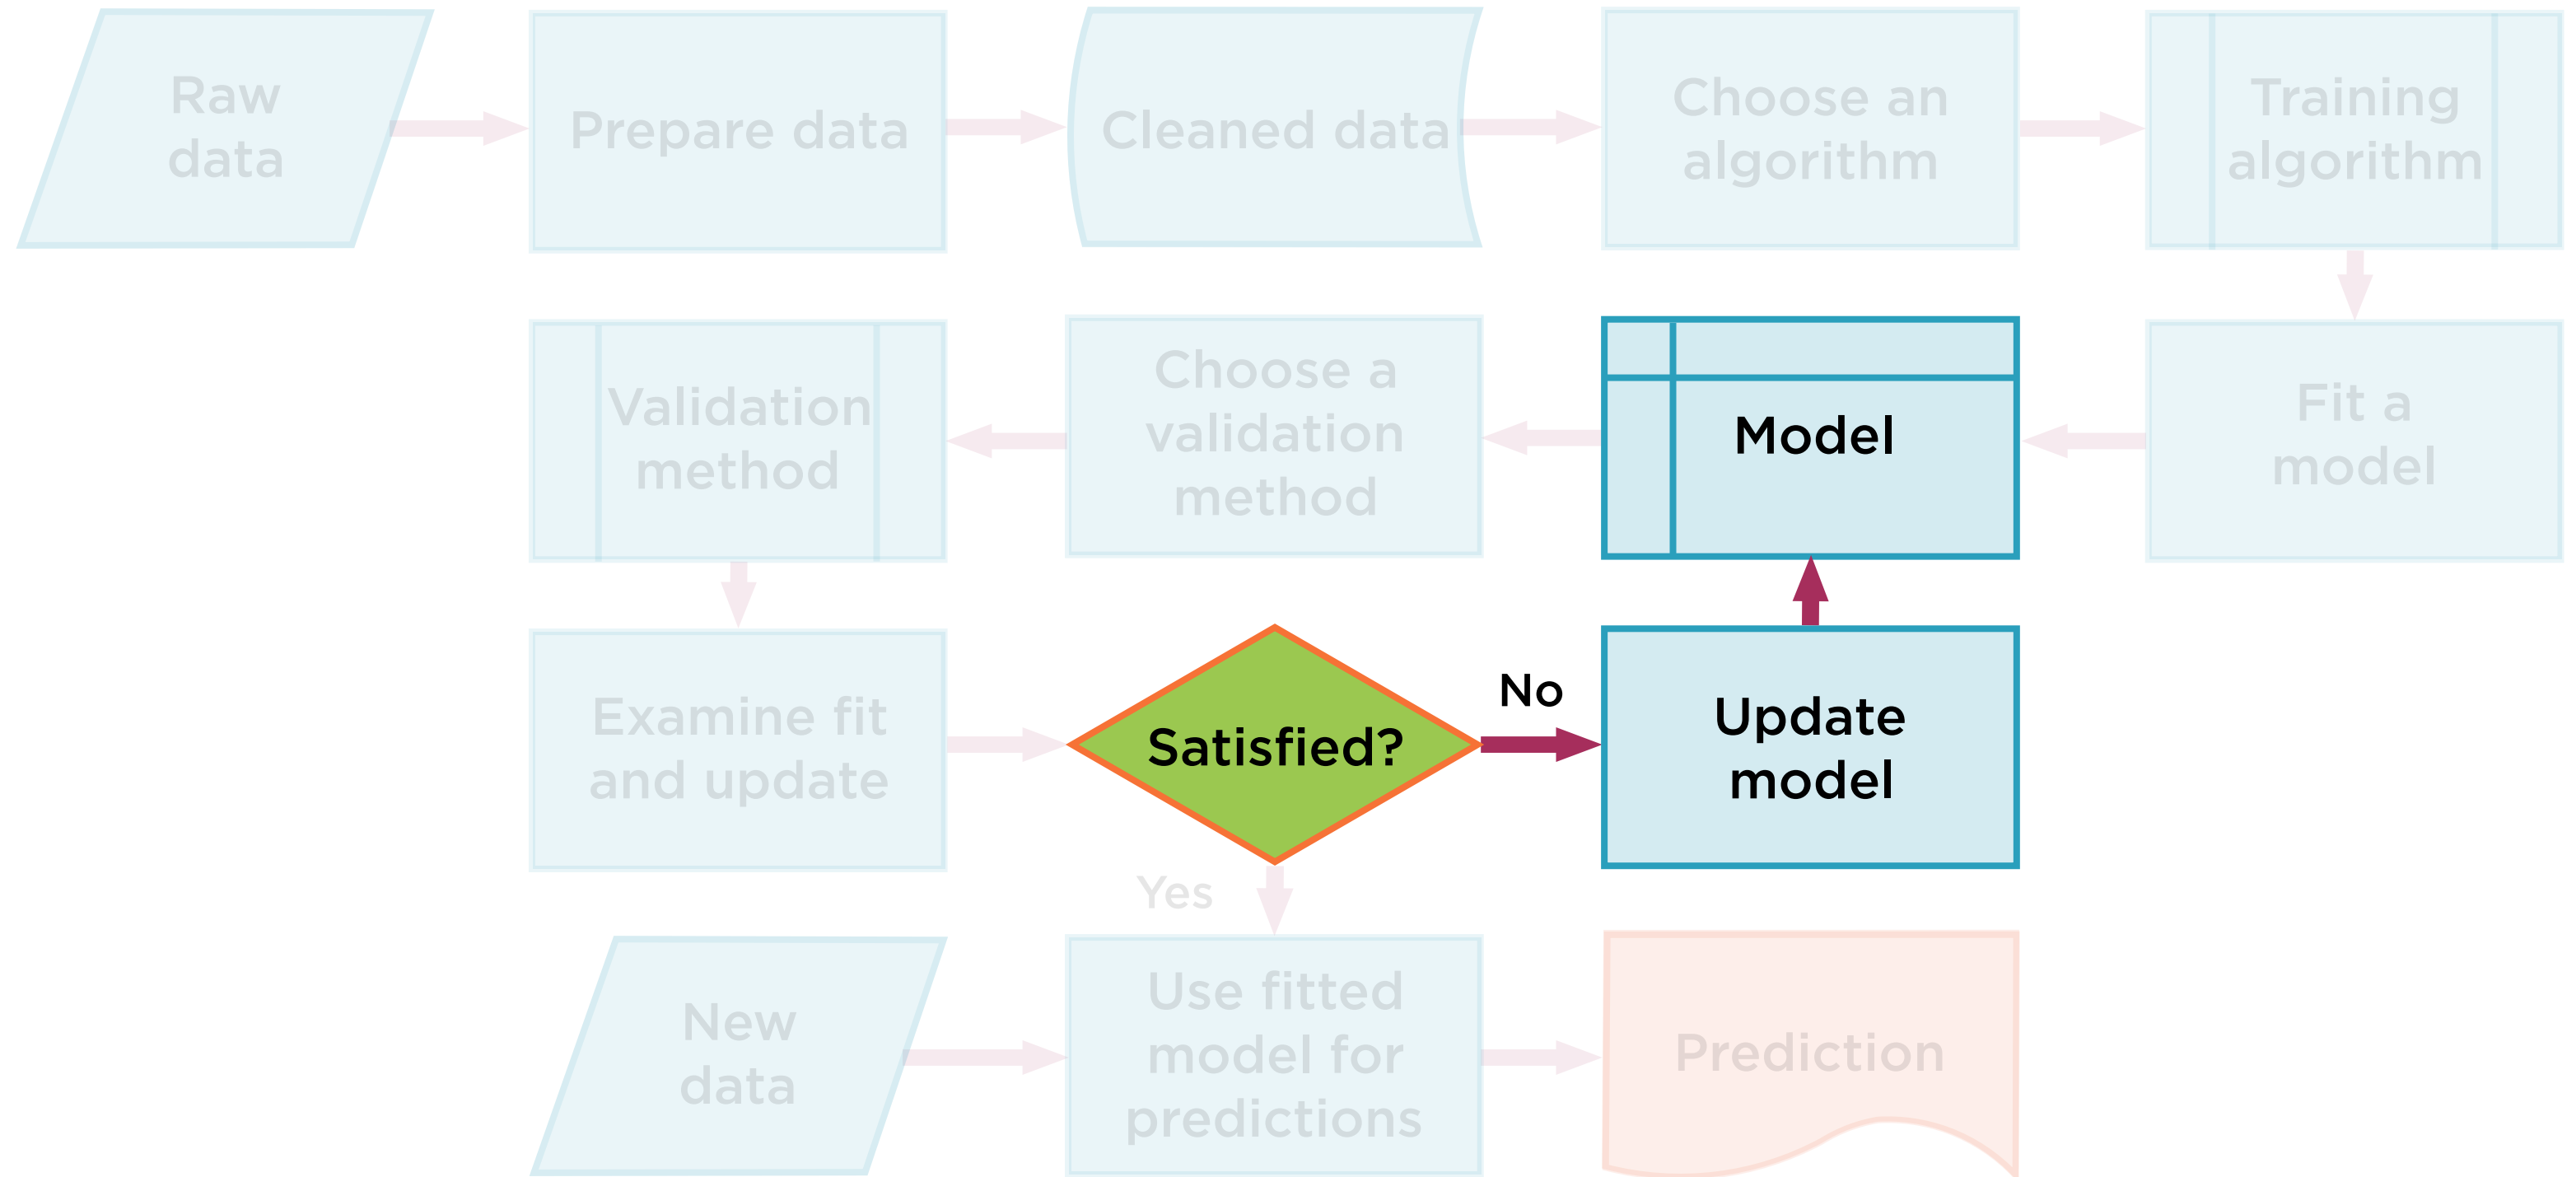 Raw
data
Prepare data
Cleaned data
Choose an
algorithm
Training
algorithm
Validation
method
Choose a
validation
method
Model
Fit a
model
Examine fit
and update
Satisfied?
No
Update
model
Yes
New
data
Use fitted
model for
predictions
Prediction